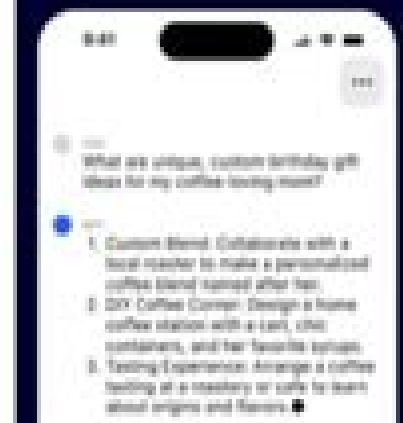 9:41
What are unique, custom birthday gift
ideas for my coffee loving mom?
1. Custom Blend: Collaborate with a
local roaster to make a personalized
coffee blend named after her.
2. DIY Coffee Corner: Design a home
coffee station with a cart, chic
containers, and her favorite syrups.
3. Tasting Experience: Arrange a coffee
tasting at a roastery or cafe to learn
about origins and flavors.